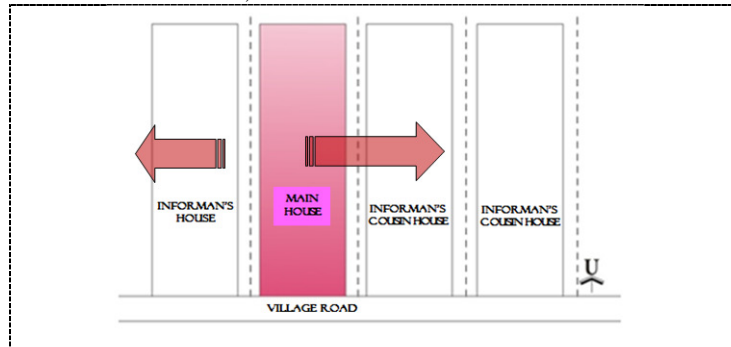 INFORMAN'S
HOUSE
MAIN
HOUSE
INFORMAN'S
COUSIN HOUSE
INFORMAN'S
COUSIN HOUSE
U
VILLAGE ROAD